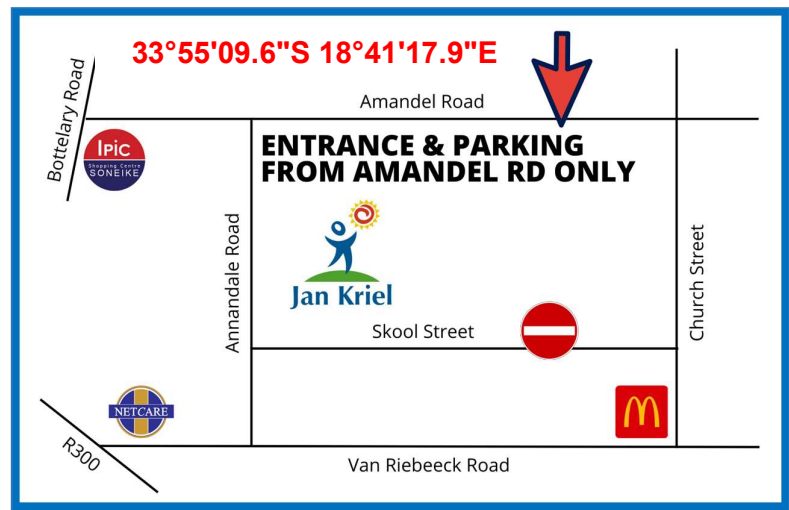 33°55'09.6"S 18°41'17.9"E
Amandel Road
Bottelary Road
IPiC
Shopping Centre
SONEIKE
ENTRANCE & PARKING
FROM AMANDEL RD ONLY
Annandale Road
Jan Kriel
Church Street
Skool Street
NETCARE
M
R300
Van Riebeeck Road